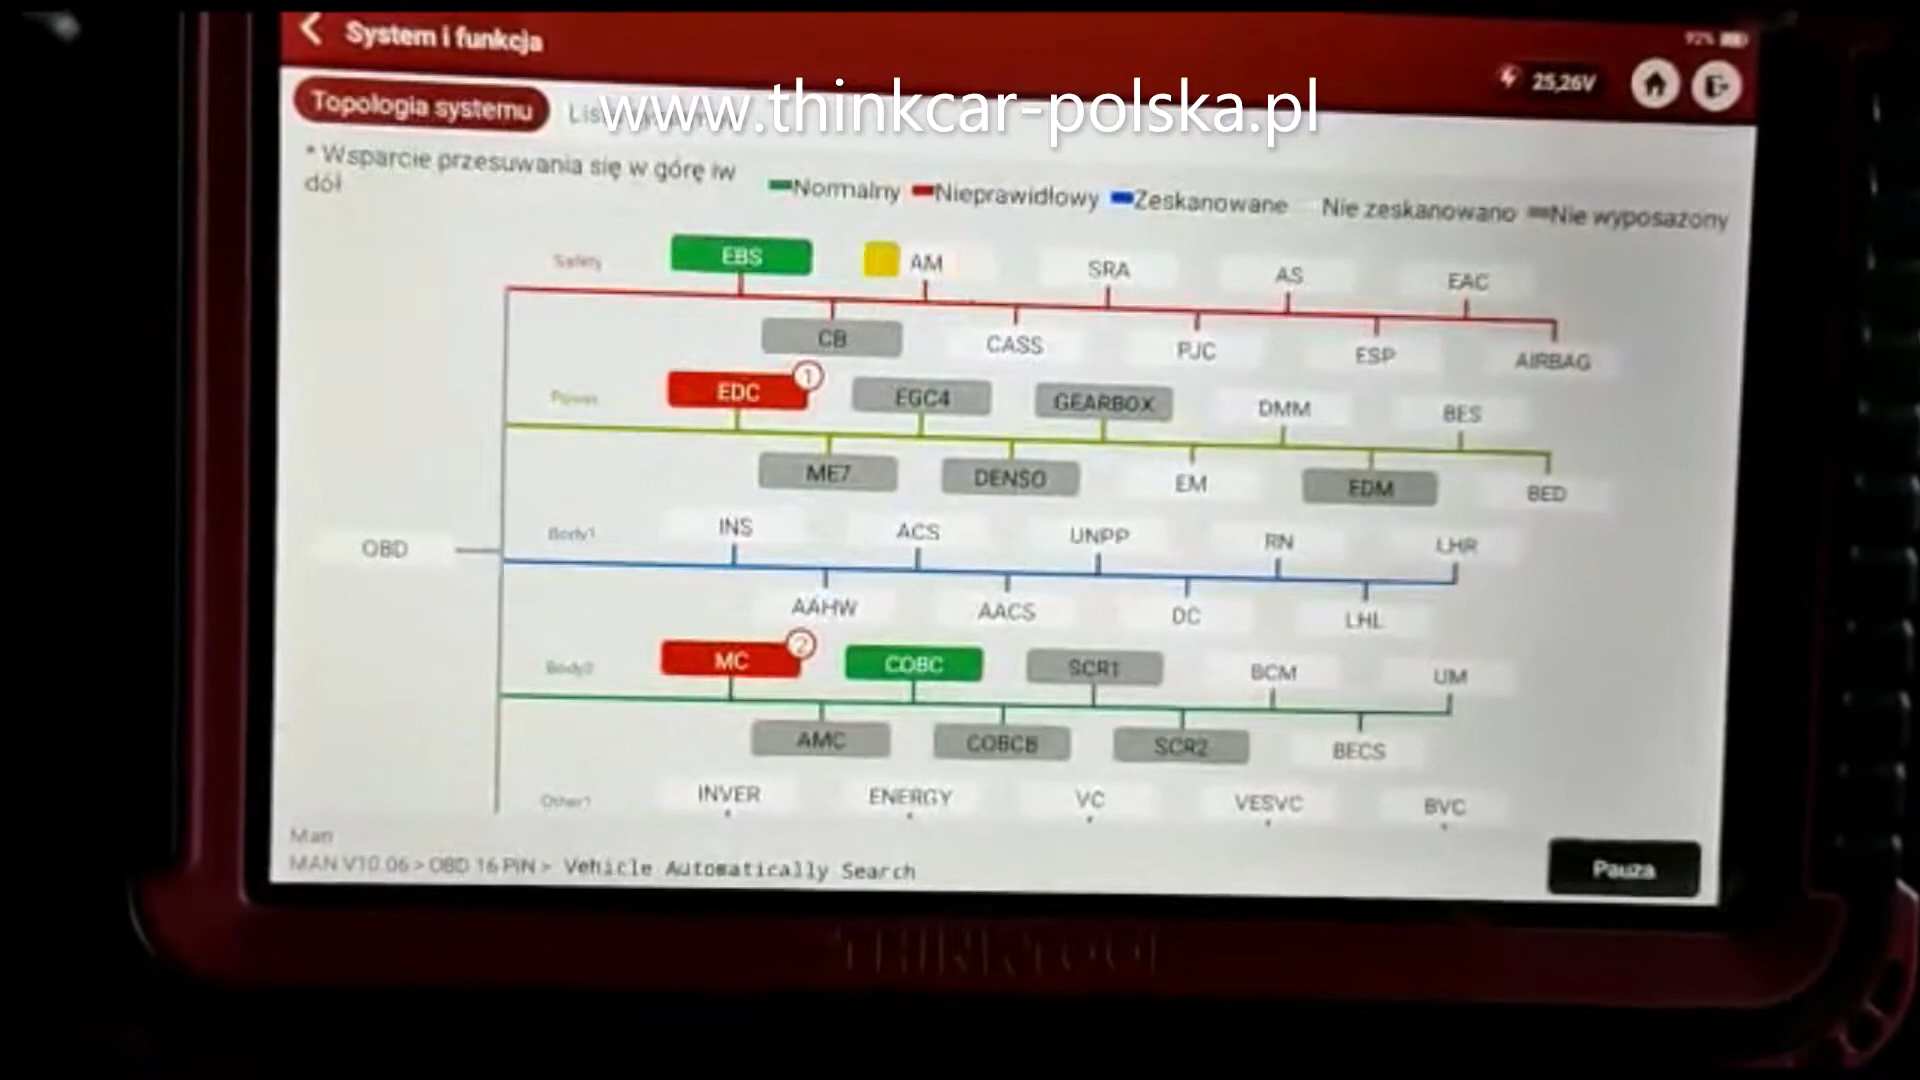 System i funkcja
92%
25,26V
Topologia systemu
www.thinkcar-polska.pl
* Wsparcie przesuwania się w górę iw
dół
Normalny Nieprawidłowy Zeskanowane Nie zeskanowano Nie wyposażony
Safety EBS AM SRA AS EAC
CB CASS PJC ESP AIRBAG
Power EDC 1 EGC4 GEARBOX DMM BES
ME7 DENSO EM EDM BED
Body1 INS ACS UNPP RN LHR
OBD
AAHW AACS DC LHL
Body2 MC 2 COBC SCR1 BCM UM
AMC COBCB SCR2 BECS
Other1 INVER ENERGY VC VESVC BVC
Man
MAN V10.06 > OBD 16 PIN > Vehicle Automatically Search
Pauza
THINKTOOL